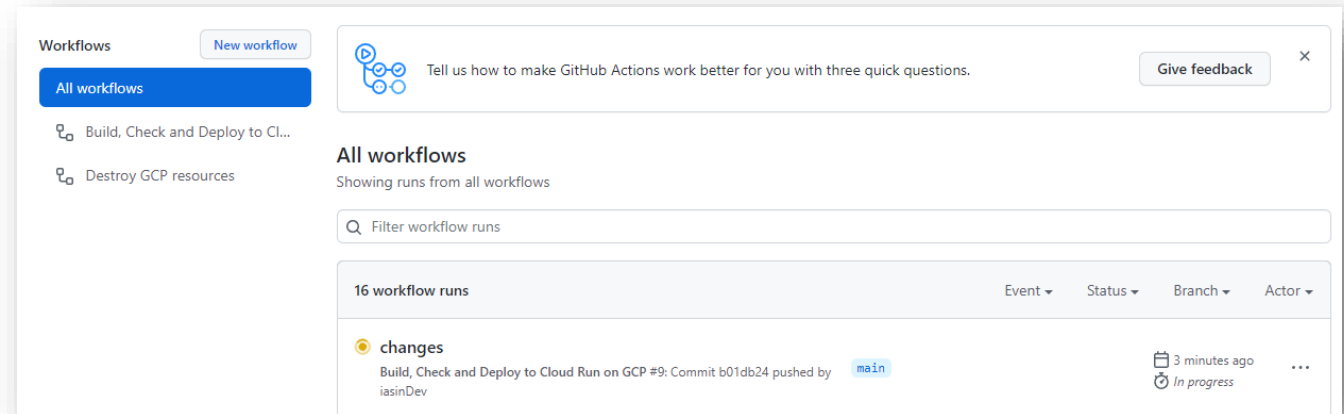 Workflows
New workflow
All workflows
Build, Check and Deploy to Cl...
Destroy GCP resources
Tell us how to make GitHub Actions work better for you with three quick questions.
Give feedback
All workflows
Showing runs from all workflows
Filter workflow runs
16 workflow runs
Event
Status
Branch
Actor
changes
Build, Check and Deploy to Cloud Run on GCP #9: Commit b01db24 pushed by
iasinDev
main
3 minutes ago
In progress